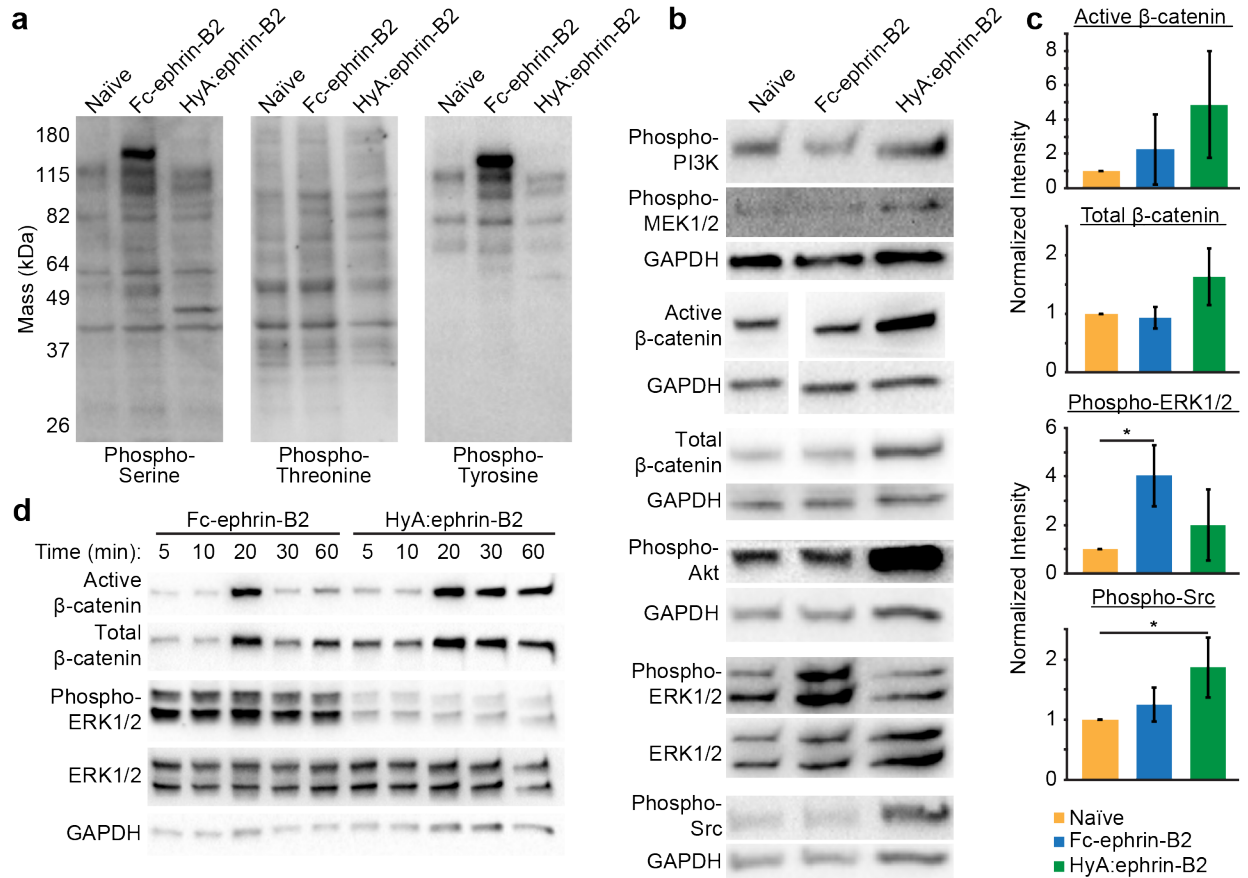 a
Naïve
Fc-ephrin-B2
HyA:ephrin-B2
Naïve
Fc-ephrin-B2
HyA:ephrin-B2
Naïve
Fc-ephrin-B2
HyA:ephrin-B2
Mass (kDa)
180
115
82
64
49
37
26
Phospho-
Serine
Phospho-
Threonine
Phospho-
Tyrosine
b
Naïve
Fc-ephrin-B2
HyA:ephrin-B2
Phospho-
PI3K
Phospho-
MEK1/2
GAPDH
Active
β-catenin
GAPDH
Total
β-catenin
GAPDH
Phospho-
Akt
GAPDH
Phospho-
ERK1/2
ERK1/2
Phospho-
Src
GAPDH
c
Active β-catenin
8
6
4
2
0
Normalized Intensity
Total β-catenin
2
1
0
Phospho-ERK1/2
6
4
2
0
*
Normalized Intensity
Phospho-Src
2
1
0
*
Naïve
Fc-ephrin-B2
HyA:ephrin-B2
d
Fc-ephrin-B2 HyA:ephrin-B2
Time (min): 5 10 20 30 60 5 10 20 30 60
Active
β-catenin
Total
β-catenin
Phospho-
ERK1/2
ERK1/2
GAPDH